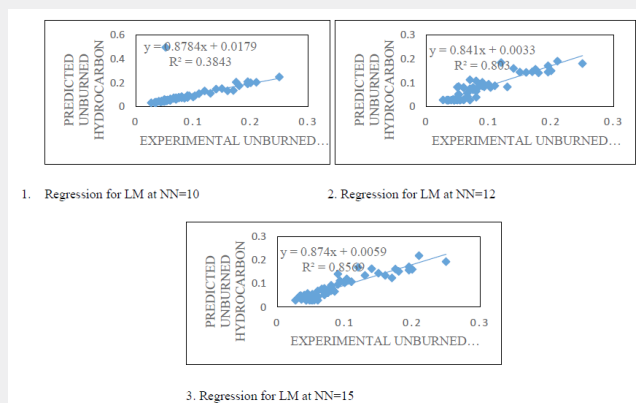 PREDICTED
UNBURNED
HYDROCARBON
0.6
0.4
0.2
0
y = 0.8784x + 0.0179
R² = 0.3843
0
0.1
0.2
0.3
EXPERIMENTAL UNBURNED...
PREDICTED
UNBURNED
HYDROCARBON
0.3
0.2
0.1
0
y = 0.841x + 0.0033
R² = 0.803
0
0.1
0.2
0.3
EXPERIMENTAL UNBURNED...
1. Regression for LM at NN=10
2. Regression for LM at NN=12
PREDICTED
UNBURNED
HYDROCARBON
0.3
0.2
0.1
0
y = 0.874x + 0.0059
R² = 0.8569
0
0.1
0.2
0.3
EXPERIMENTAL UNBURNED...
3. Regression for LM at NN=15